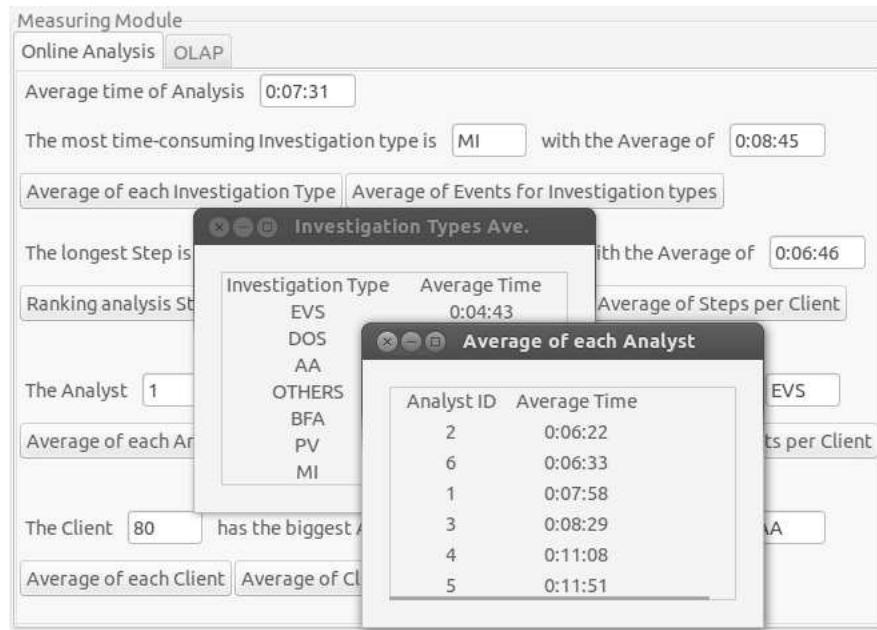 Measuring Module
Online Analysis OLAP
Average time of Analysis 0:07:31
The most time-consuming Investigation type is MI with the Average of 0:08:45
Average of each Investigation Type Average of Events for Investigation types
Investigation Types Ave.
The longest Step is ith the Average of 0:06:46
Investigation Type Average Time
Ranking analysis St Average of Steps per Client
EVS 0:04:43
DOS
AA
OTHERS
BFA
PV
MI
Average of each Analyst
Analyst ID Average Time
2 0:06:22
6 0:06:33
1 0:07:58
3 0:08:29
4 0:11:08
5 0:11:51
The Analyst 1 EVS
Average of each Ar ts per Client
The Client 80 has the biggest AA
Average of each Client Average of Cl